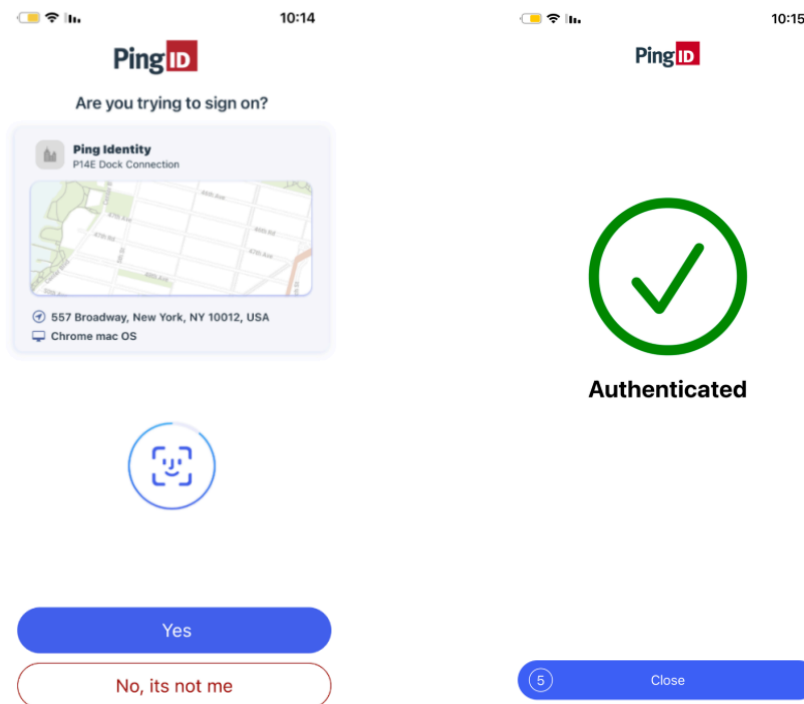 10:14
PingID
Are you trying to sign on?
Ping Identity
P14E Dock Connection
557 Broadway, New York, NY 10012, USA
Chrome mac OS
Yes
No, its not me
10:15
PingID
Authenticated
5 Close